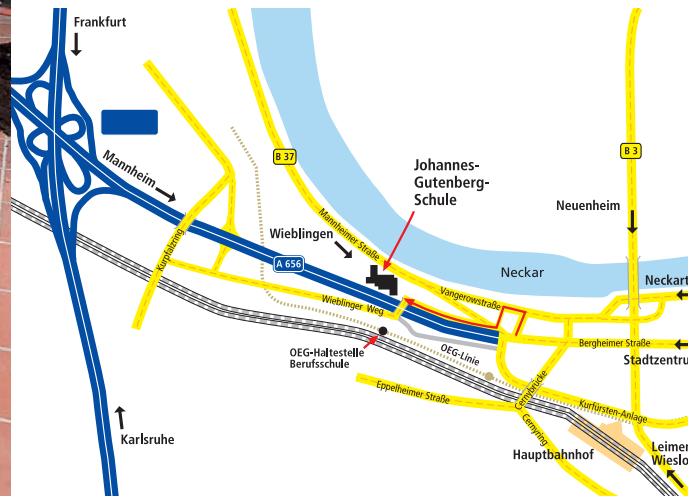 Frankfurt
Mannheim
B 37
B 3
Johannes-
Gutenberg-
Schule
Neuenheim
Wieblingen
Mannheimer Straße
Kurpfalzring
A 656
Neckar
Neckart
Vangerowstraße
Wieblinger Weg
Bergheimer Straße
OEG-Linie
OEG-Haltestelle
Berufsschule
Stadtzentru
Eppelheimer Straße
Czernybrücke
Kurfürsten-Anlage
Czernyring
Karlsruhe
Hauptbahnhof
Leimen
Wieslo